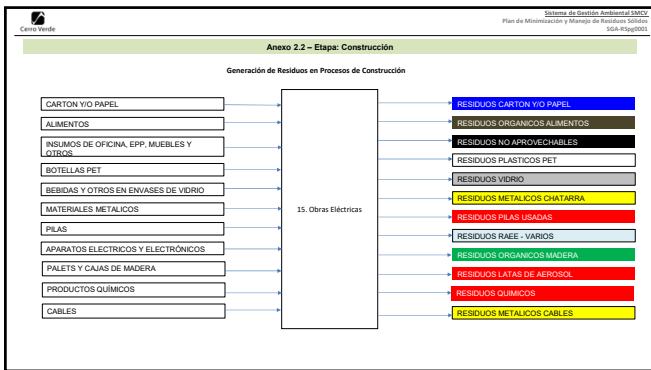 Cerro Verde
Sistema de Gestión Ambiental SMCV
Plan de Minimización y Manejo de Residuos Sólidos
SGA-RSpg0001
Anexo 2.2 – Etapa: Construcción
Generación de Residuos en Procesos de Construcción
CARTON Y/O PAPEL
ALIMENTOS
INSUMOS DE OFICINA, EPP, MUEBLES Y
OTROS
BOTELLAS PET
BEBIDAS Y OTROS EN ENVASES DE VIDRIO
MATERIALES METALICOS
PILAS
APARATOS ELECTRICOS Y ELECTRÓNICOS
PALETS Y CAJAS DE MADERA
PRODUCTOS QUÍMICOS
CABLES
15. Obras Eléctricas
RESIDUOS CARTON Y/O PAPEL
RESIDUOS ORGANICOS ALIMENTOS
RESIDUOS NO APROVECHABLES
RESIDUOS PLASTICOS PET
RESIDUOS VIDRIO
RESIDUOS METALICOS CHATARRA
RESIDUOS PILAS USADAS
RESIDUOS RAEE - VARIOS
RESIDUOS ORGANICOS MADERA
RESIDUOS LATAS DE AEROSOL
RESIDUOS QUIMICOS
RESIDUOS METALICOS CABLES